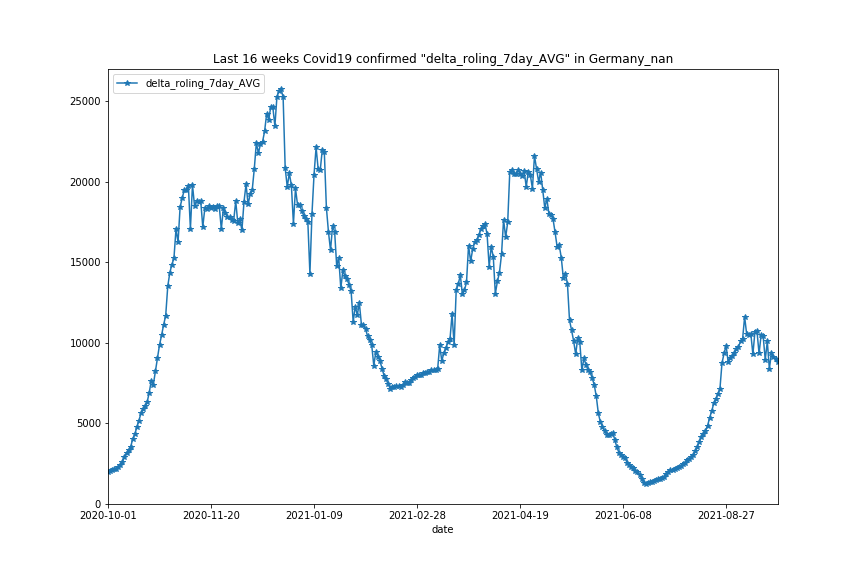 Last 16 weeks Covid19 confirmed "delta_roling_7day_AVG" in Germany_nan
delta_roling_7day_AVG
25000
20000
15000
10000
5000
0
2020-10-01 2020-11-20 2021-01-09 2021-02-28 2021-04-19 2021-06-08 2021-08-27
date